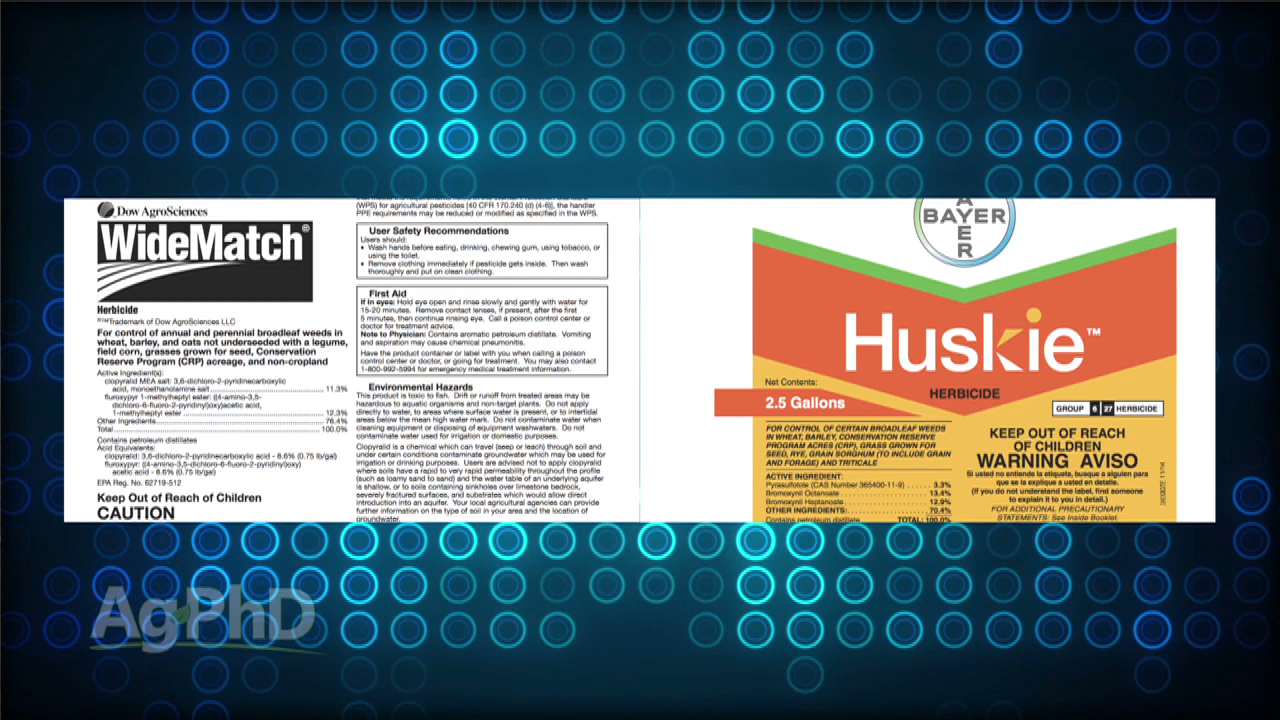 Dow AgroSciences
WideMatch®
Herbicide
®™Trademark of Dow AgroSciences LLC
For control of annual and perennial broadleaf weeds in
wheat, barley, and oats not underseeded with a legume,
field corn, grasses grown for seed, Conservation
Reserve Program (CRP) acreage, and non-cropland
Active Ingredient(s):
clopyralid MEA salt: 3,6-dichloro-2-pyridinecarboxylic
acid, monoethanolamine salt ........ 11.3%
fluroxypyr 1-methylheptyl ester: ((4-amino-3,5-
dichloro-6-fluoro-2-pyridinyl)oxy)acetic acid,
1-methylheptyl ester ........ 12.3%
Other Ingredients ........ 76.4%
Total ........ 100.0%
Contains petroleum distillates
Acid Equivalents:
clopyralid: 3,6-dichloro-2-pyridinecarboxylic acid - 8.6% (0.75 lb/gal)
fluroxypyr: ((4-amino-3,5-dichloro-6-fluoro-2-pyridinyl)oxy)
acetic acid - 8.6% (0.75 lb/gal)
EPA Reg. No. 62719-512
Keep Out of Reach of Children
CAUTION
(WPS) for agricultural pesticides [40 CFR 170.240 (d) (4-6)], the handler
PPE requirements may be reduced or modified as specified in the WPS.
User Safety Recommendations
Users should:
• Wash hands before eating, drinking, chewing gum, using tobacco, or
using the toilet.
• Remove clothing immediately if pesticide gets inside. Then wash
thoroughly and put on clean clothing.
First Aid
If in eyes: Hold eye open and rinse slowly and gently with water for
15-20 minutes. Remove contact lenses, if present, after the first
5 minutes, then continue rinsing eye. Call a poison control center or
doctor for treatment advice.
Note to Physician: Contains aromatic petroleum distillate. Vomiting
and aspiration may cause chemical pneumonitis.
Have the product container or label with you when calling a poison
control center or doctor, or going for treatment. You may also contact
1-800-992-5994 for emergency medical treatment information.
Environmental Hazards
This product is toxic to fish. Drift or runoff from treated areas may be
hazardous to aquatic organisms and non-target plants. Do not apply
directly to water, to areas where surface water is present, or to intertidal
areas below the mean high water mark. Do not contaminate water when
cleaning equipment or disposing of equipment washwaters. Do not
contaminate water used for irrigation or domestic purposes.
Clopyralid is a chemical which can travel (seep or leach) through soil and
under certain conditions contaminate groundwater which may be used for
irrigation or drinking purposes. Users are advised not to apply clopyralid
where soils have a rapid to very rapid permeability throughout the profile
(such as loamy sand to sand) and the water table of an underlying aquifer
is shallow, or to soils containing sinkholes over limestone bedrock,
severely fractured surfaces, and substrates which would allow direct
introduction into an aquifer. Your local agricultural agencies can provide
further information on the type of soil in your area and the location of
groundwater.
BAYER
BAYER
Huskie™
HERBICIDE
Net Contents:
2.5 Gallons
GROUP 6 27 HERBICIDE
FOR CONTROL OF CERTAIN BROADLEAF WEEDS
IN WHEAT, BARLEY, CONSERVATION RESERVE
PROGRAM ACRES (CRP), GRASS GROWN FOR
SEED, RYE, GRAIN SORGHUM (TO INCLUDE GRAIN
AND FORAGE) AND TRITICALE
ACTIVE INGREDIENT:
Pyrasulfotole (CAS Number 365400-11-9) ........ 3.3%
Bromoxynil Octanoate ........ 13.4%
Bromoxynil Heptanoate ........ 12.9%
OTHER INGREDIENTS: ........ 70.4%
Contains petroleum distillate TOTAL: 100.0%
KEEP OUT OF REACH
OF CHILDREN
WARNING AVISO
Si usted no entiende la etiqueta, busque a alguien para
que se la explique a usted en detalle.
(If you do not understand the label, find someone
to explain it to you in detail.)
FOR ADDITIONAL PRECAUTIONARY
STATEMENTS: See Inside Booklet.
AgPhD